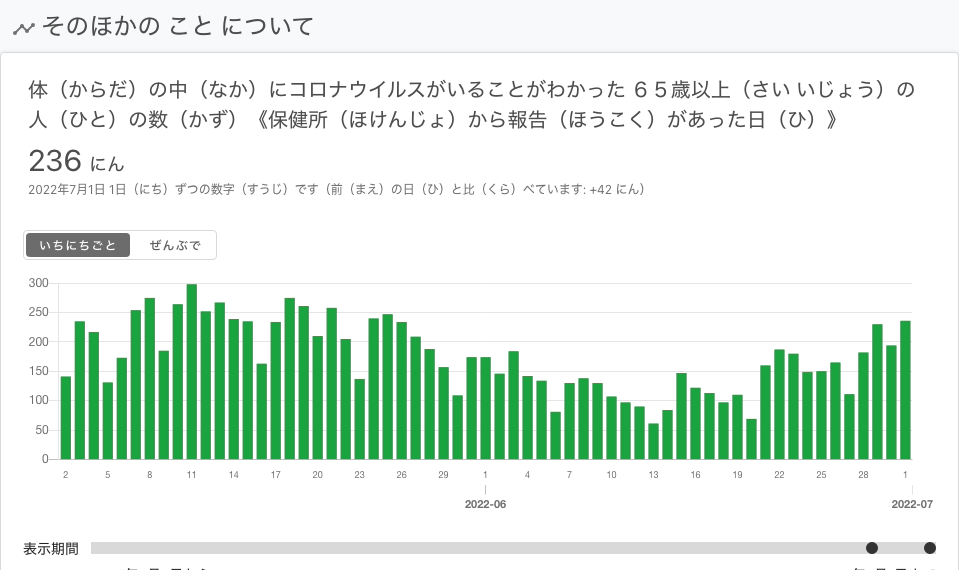 そのほかの こと について
体（からだ）の中（なか）にコロナウイルスがいることがわかった ６５歳以上（さい いじょう）の
人（ひと）の数（かず）《保健所（ほけんじょ）から報告（ほうこく）があった日（ひ）》
236 にん
2022年7月1日 1日（にち）ずつの数字（すうじ）です（前（まえ）の日（ひ）と比（くら）べています: +42 にん）
いちにちごと ぜんぶで
300
250
200
150
100
50
0
2 5 8 11 14 17 20 23 26 29 1 4 7 10 13 16 19 22 25 28 1
2022-06 2022-07
表示期間